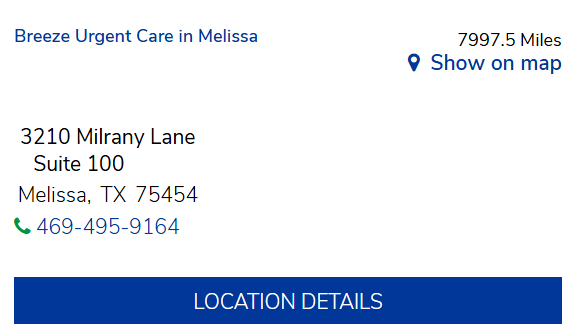 Breeze Urgent Care in Melissa
7997.5 Miles
Show on map
3210 Milrany Lane
Suite 100
Melissa, TX 75454
469-495-9164
LOCATION DETAILS